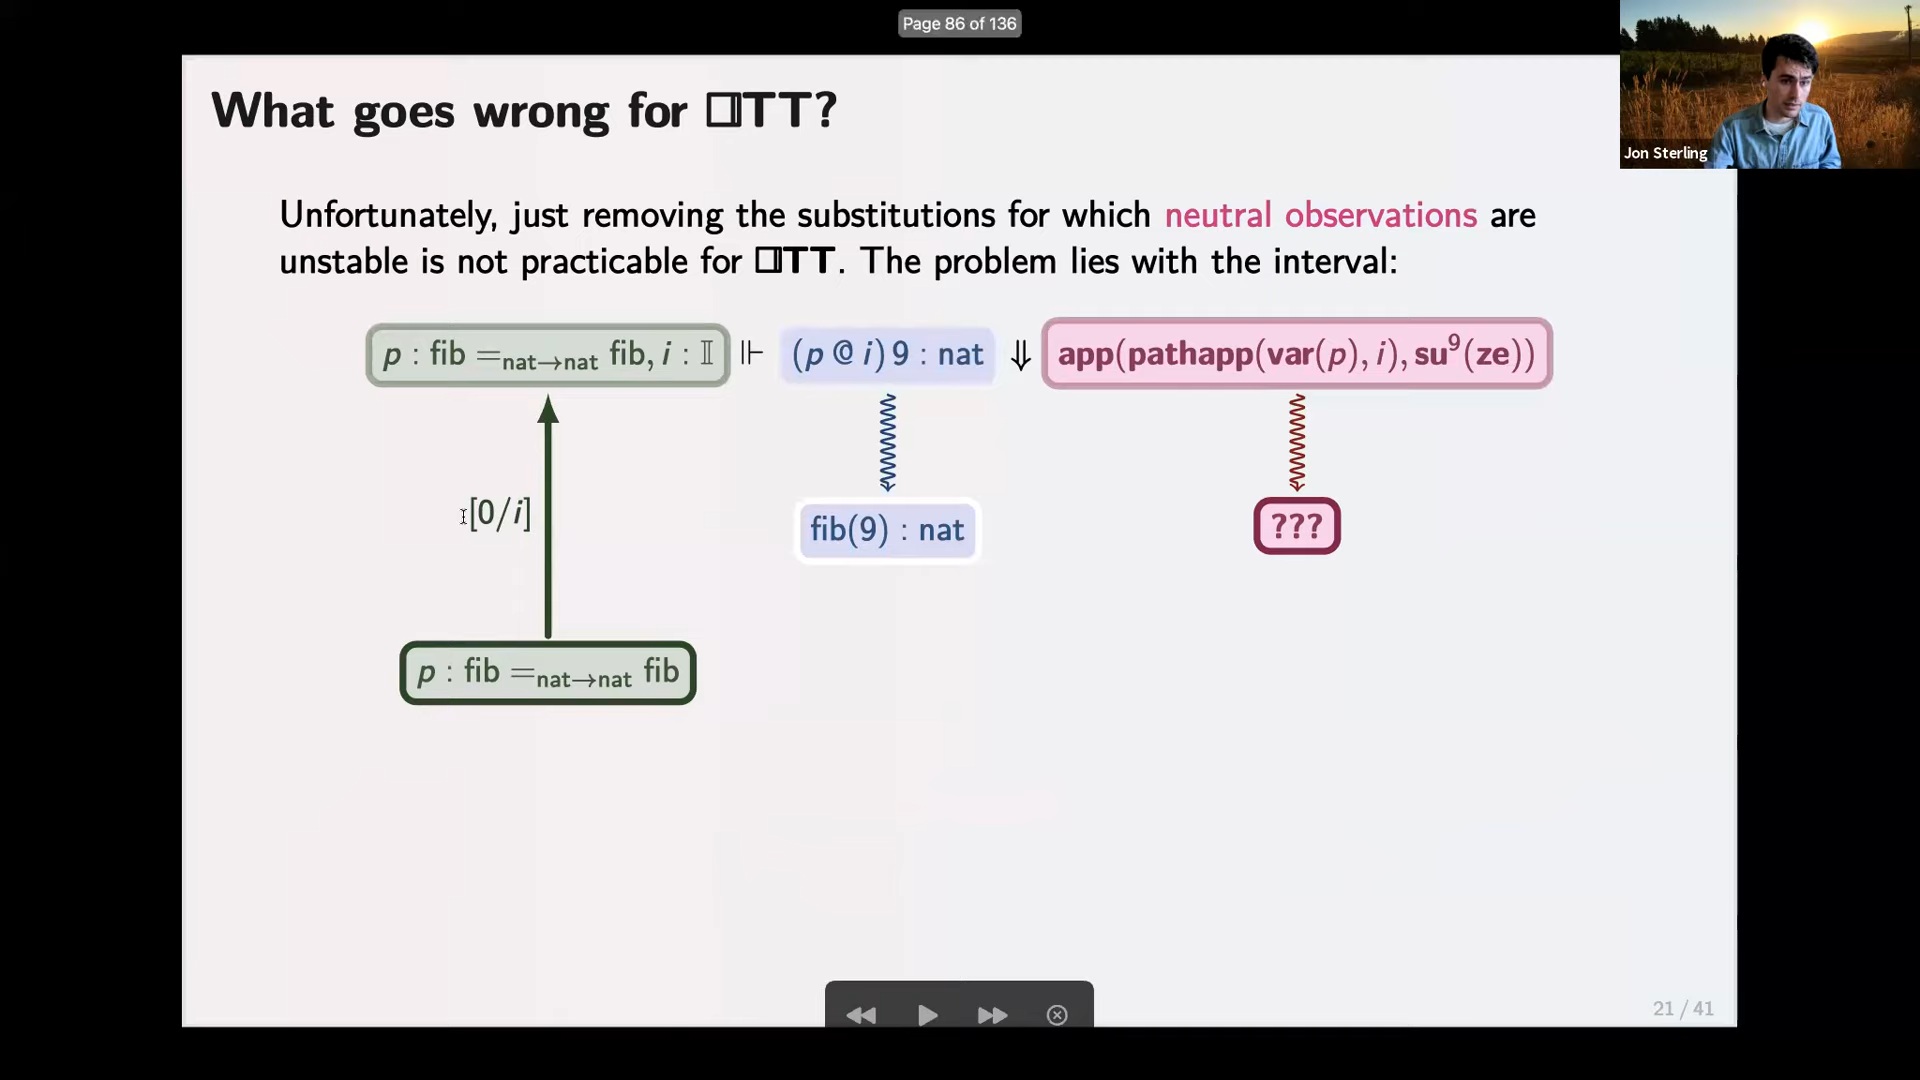 Page 86 of 136
Jon Sterling
What goes wrong for □TT?
Unfortunately, just removing the substitutions for which neutral observations are
unstable is not practicable for □TT. The problem lies with the interval:
p : fib =nat→nat fib, i : 𝕀 ⊩ (p @ i) 9 : nat ⇓ app(pathapp(var(p), i), su⁹(ze))
[0/i]
fib(9) : nat
???
p : fib =nat→nat fib
21 / 41